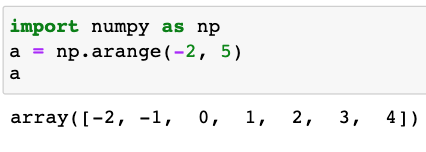 import numpy as np
a = np.arange(-2, 5)
a
array([-2, -1,  0,  1,  2,  3,  4])